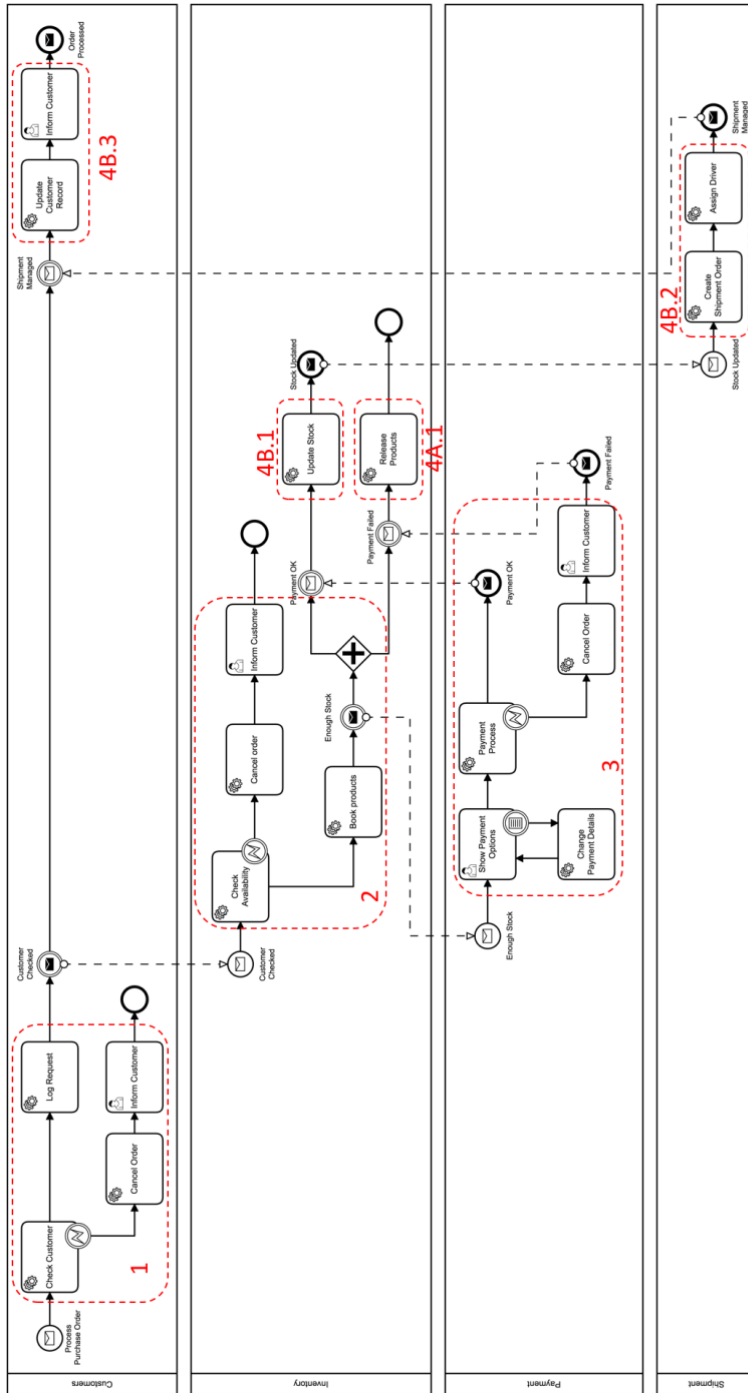 Customers
Process
Purchase Order
Check Customer
1
Log Request
Cancel Order
Inform Customer
Customer
Checked
Shipment
Managed
Update
Customer
Record
Inform Customer
4B.3
Order
Processed
Inventory
Customer
Checked
Check
Availability
2
Cancel order
Inform Customer
Book products
Enough Stock
Payment OK
Update Stock
4B.1
Stock Updated
Payment Failed
Release
Products
4A.1
Payment
Enough Stock
Show Payment
Options
Change
Payment Details
Payment
Process
3
Payment OK
Cancel Order
Inform Customer
Payment Failed
Shipment
Stock Updated
Create
Shipment Order
4B.2
Assign Driver
Shipment
Managed